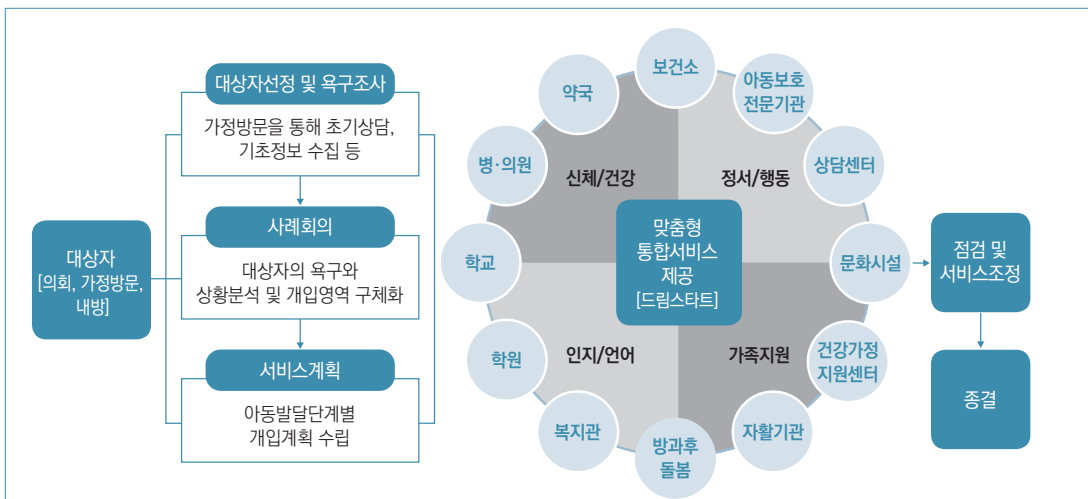 대상자
[의회, 가정방문,
내방]
대상자선정 및 욕구조사
가정방문을 통해 초기상담,
기초정보 수집 등
사례회의
대상자의 욕구와
상황분석 및 개입영역 구체화
서비스계획
아동발달단계별
개입계획 수립
보건소
아동보호
전문기관
상담센터
문화시설
건강가정
지원센터
자활기관
방과후
돌봄
복지관
학원
학교
병·의원
약국
신체/건강
정서/행동
맞춤형
통합서비스
제공
[드림스타트]
인지/언어
가족지원
점검 및
서비스조정
종결